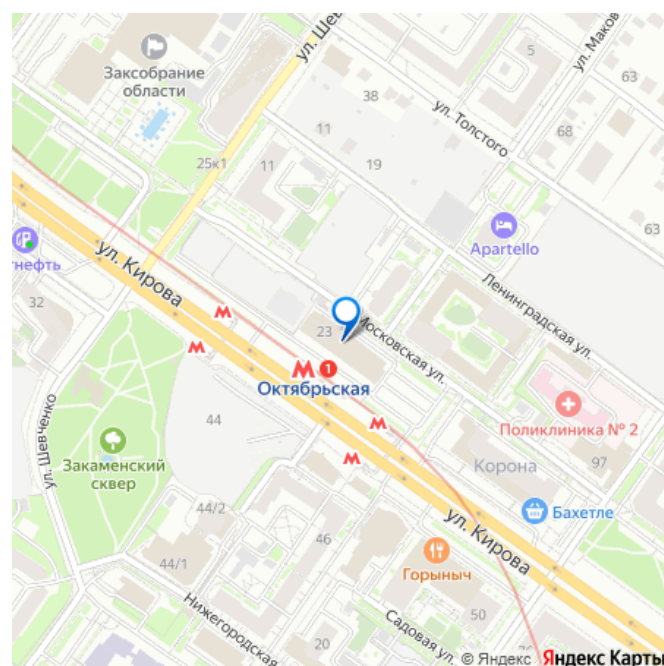 ул. Шев
ул. Маков
Заксобрание
области
5
63
38
ул. Толстого
11
68
25к1
11
19
63
Apartello
тнефть
ул. Кирова
Ленинградская ул.
32
М
23
Московская ул.
М
М 1
Октябрьская
ул. Шевченко
44
М
Поликлиника № 2
Закаменский
сквер
М
Корона
97
44/2
Бахетле
ул. Кирова
46
44/1
Горыныч
Нижегородская
50
Садовая ул.
20
© Яндекс Яндекс Карты